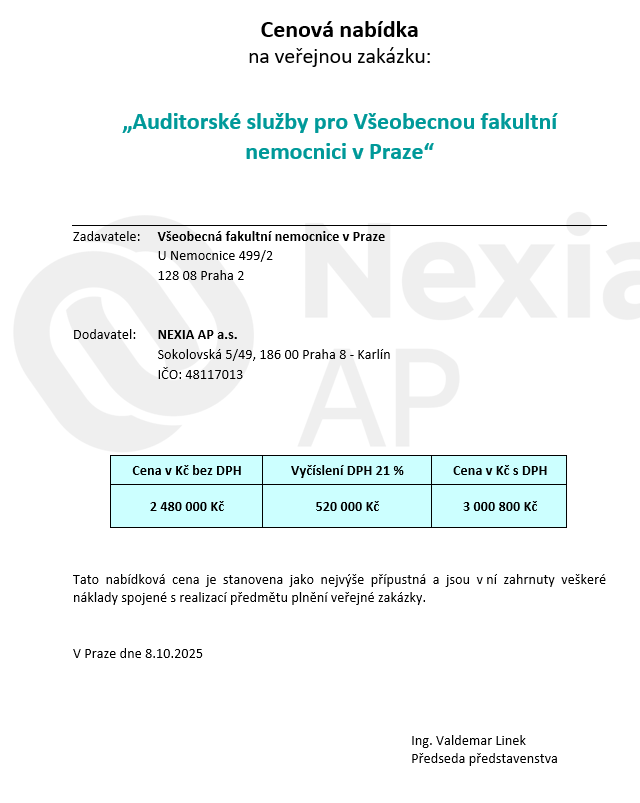 Cenová nabídka
na veřejnou zakázku:
„Auditorské služby pro Všeobecnou fakultní
nemocnici v Praze“
Zadavatele: Všeobecná fakultní nemocnice v Praze
U Nemocnice 499/2
128 08 Praha 2
Nexia
AP
Dodavatel: NEXIA AP a.s.
Sokolovská 5/49, 186 00 Praha 8 - Karlín
IČO: 48117013
Cena v Kč bez DPH Vyčíslení DPH 21 % Cena v Kč s DPH
2 480 000 Kč 520 000 Kč 3 000 800 Kč
Tato nabídková cena je stanovena jako nejvýše přípustná a jsou v ní zahrnuty veškeré
náklady spojené s realizací předmětu plnění veřejné zakázky.
V Praze dne 8.10.2025
Ing. Valdemar Linek
Předseda představenstva